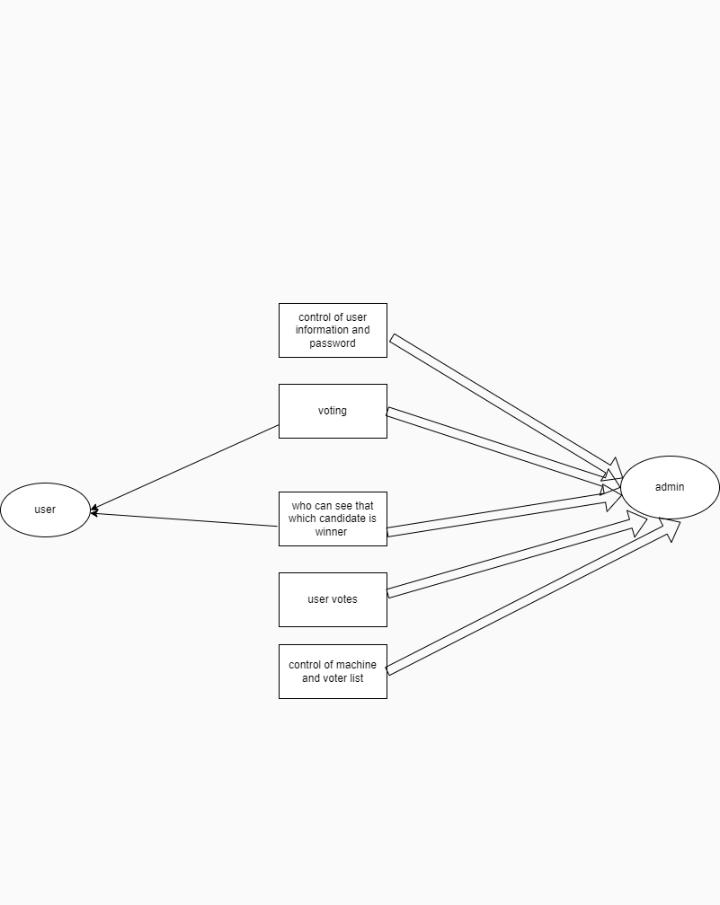 control of user
information and
password
voting
user
who can see that
which candidate is
winner
admin
user votes
control of machine
and voter list